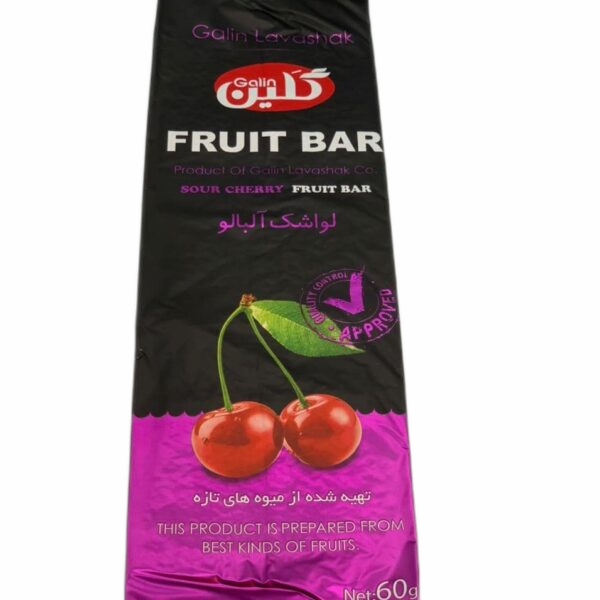 Galin Lavashak
Galin
گلین
FRUIT BAR
Product Of Galin Lavashak Co.
SOUR CHERRY FRUIT BAR
لواشک آلبالو
QUALITY CONTROL
APPROVED
تهیه شده از میوه های تازه
THIS PRODUCT IS PREPARED FROM
BEST KINDS OF FRUITS.
Net:60g